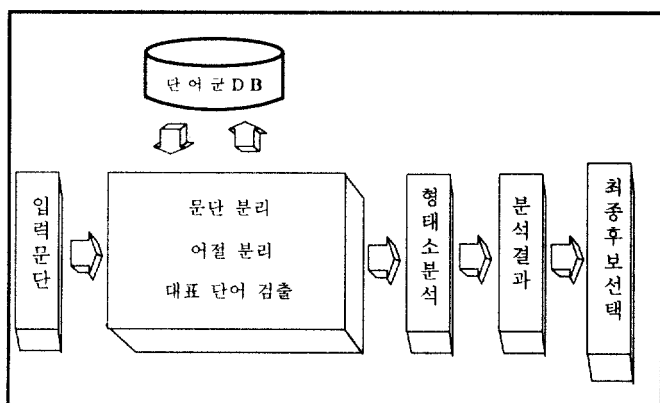 단어군DB
입력문단
문단 분리
어절 분리
대표 단어 검출
형태소분석
분석결과
최종후보선택